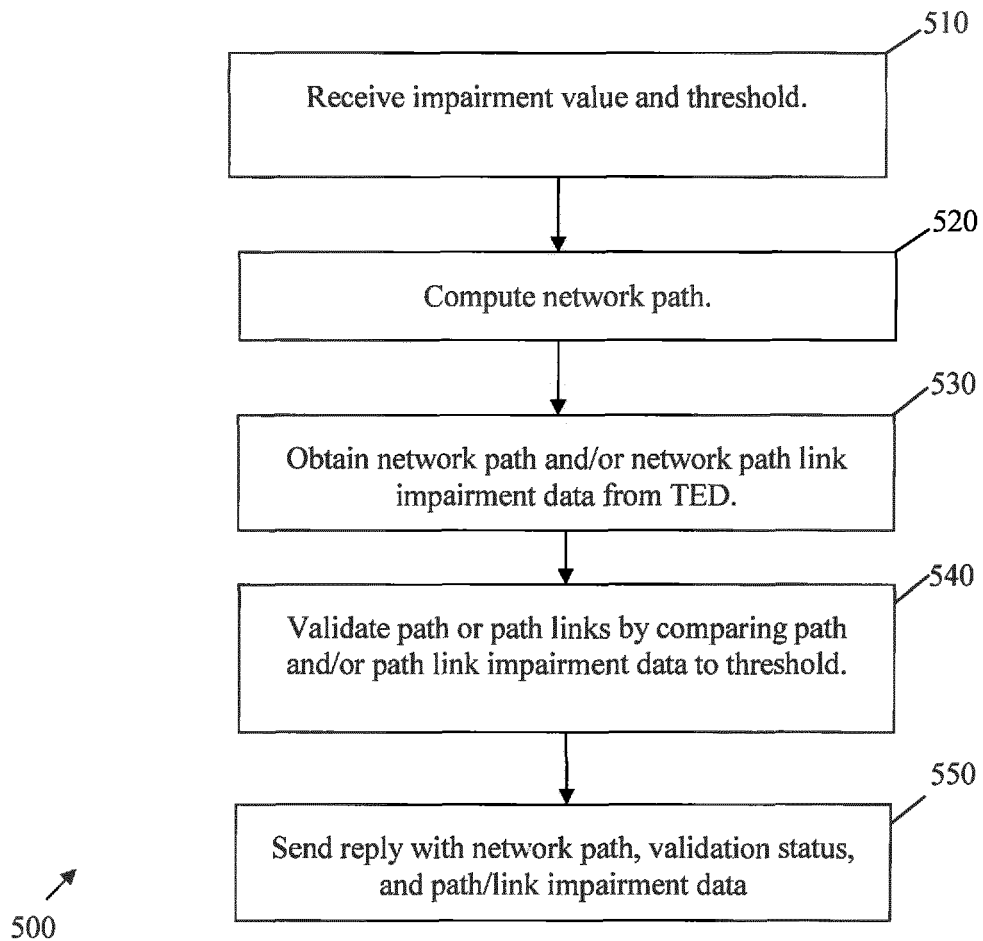 510
Receive impairment value and threshold.
520
Compute network path.
530
Obtain network path and/or network path link
impairment data from TED.
540
Validate path or path links by comparing path
and/or path link impairment data to threshold.
550
Send reply with network path, validation status,
and path/link impairment data
500